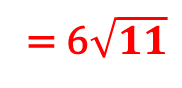 = 6√11